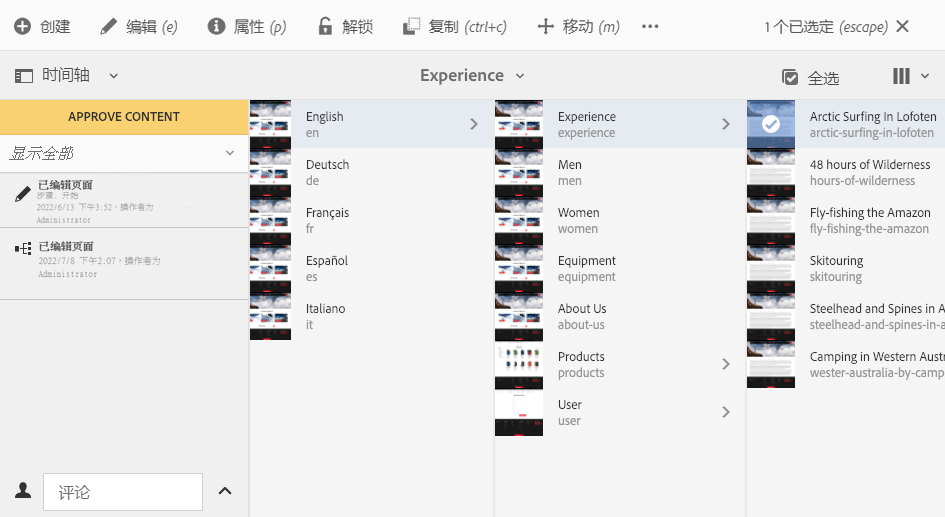 创建 编辑 (e) 属性 (p) 解锁 复制 (ctrl+c) 移动 (m) 1 个已选定 (escape)
时间轴 Experience 全选
APPROVE CONTENT
显示全部
已编辑页面
步骤：开始
2022/6/13 下午3:52，操作者为
Administrator
已编辑页面
2022/7/8 下午2:07，操作者为
Administrator
评论
English
en
Deutsch
de
Français
fr
Español
es
Italiano
it
Experience
experience
Men
men
Women
women
Equipment
equipment
About Us
about-us
Products
products
User
user
Arctic Surfing In Lofoten
arctic-surfing-in-lofoten
48 hours of Wilderness
hours-of-wilderness
Fly-fishing the Amazon
fly-fishing-the-amazon
Skitouring
skitouring
Steelhead and Spines in A
steelhead-and-spines-in-a
Camping in Western Aust
wester-australia-by-camp